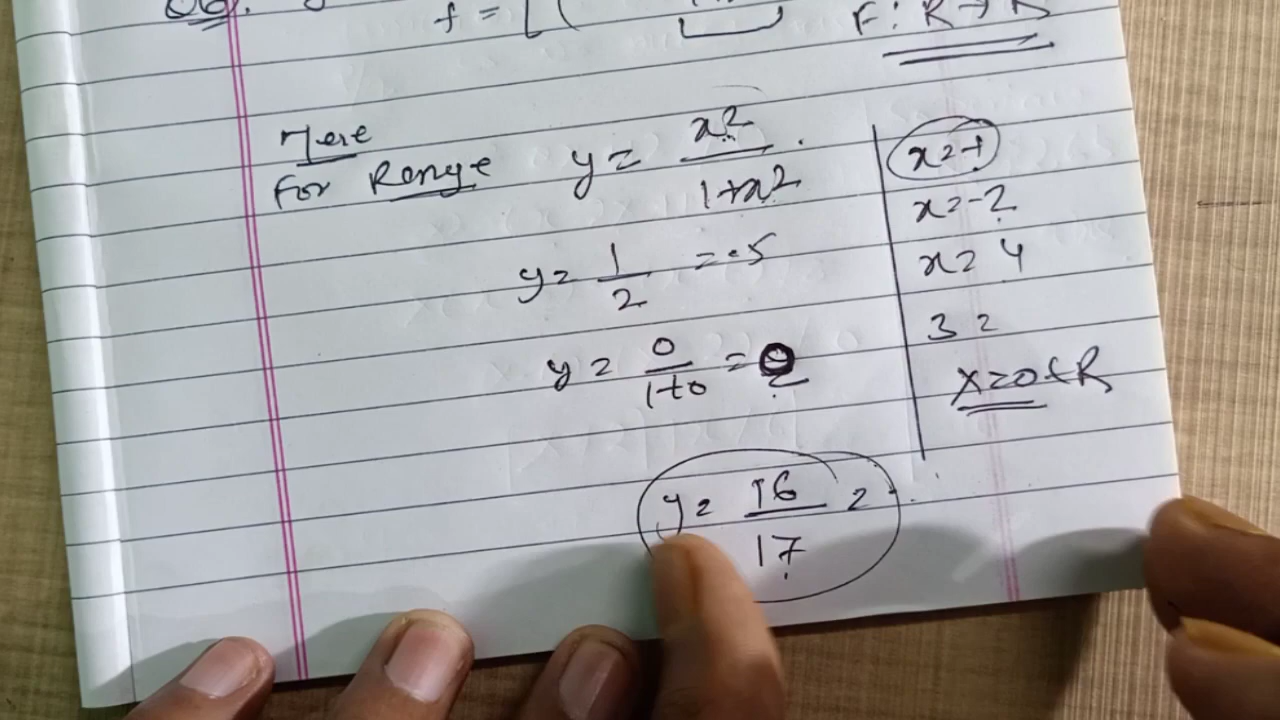 f = [(
F : R → R
Here
For Range y = x2 / 1+x2 .
y = 1/2 = .5
y = 0/1+0 = 0
y = 16/17 =
x = 1
x = -2
x = 4
3 =
x=0 ∈ R